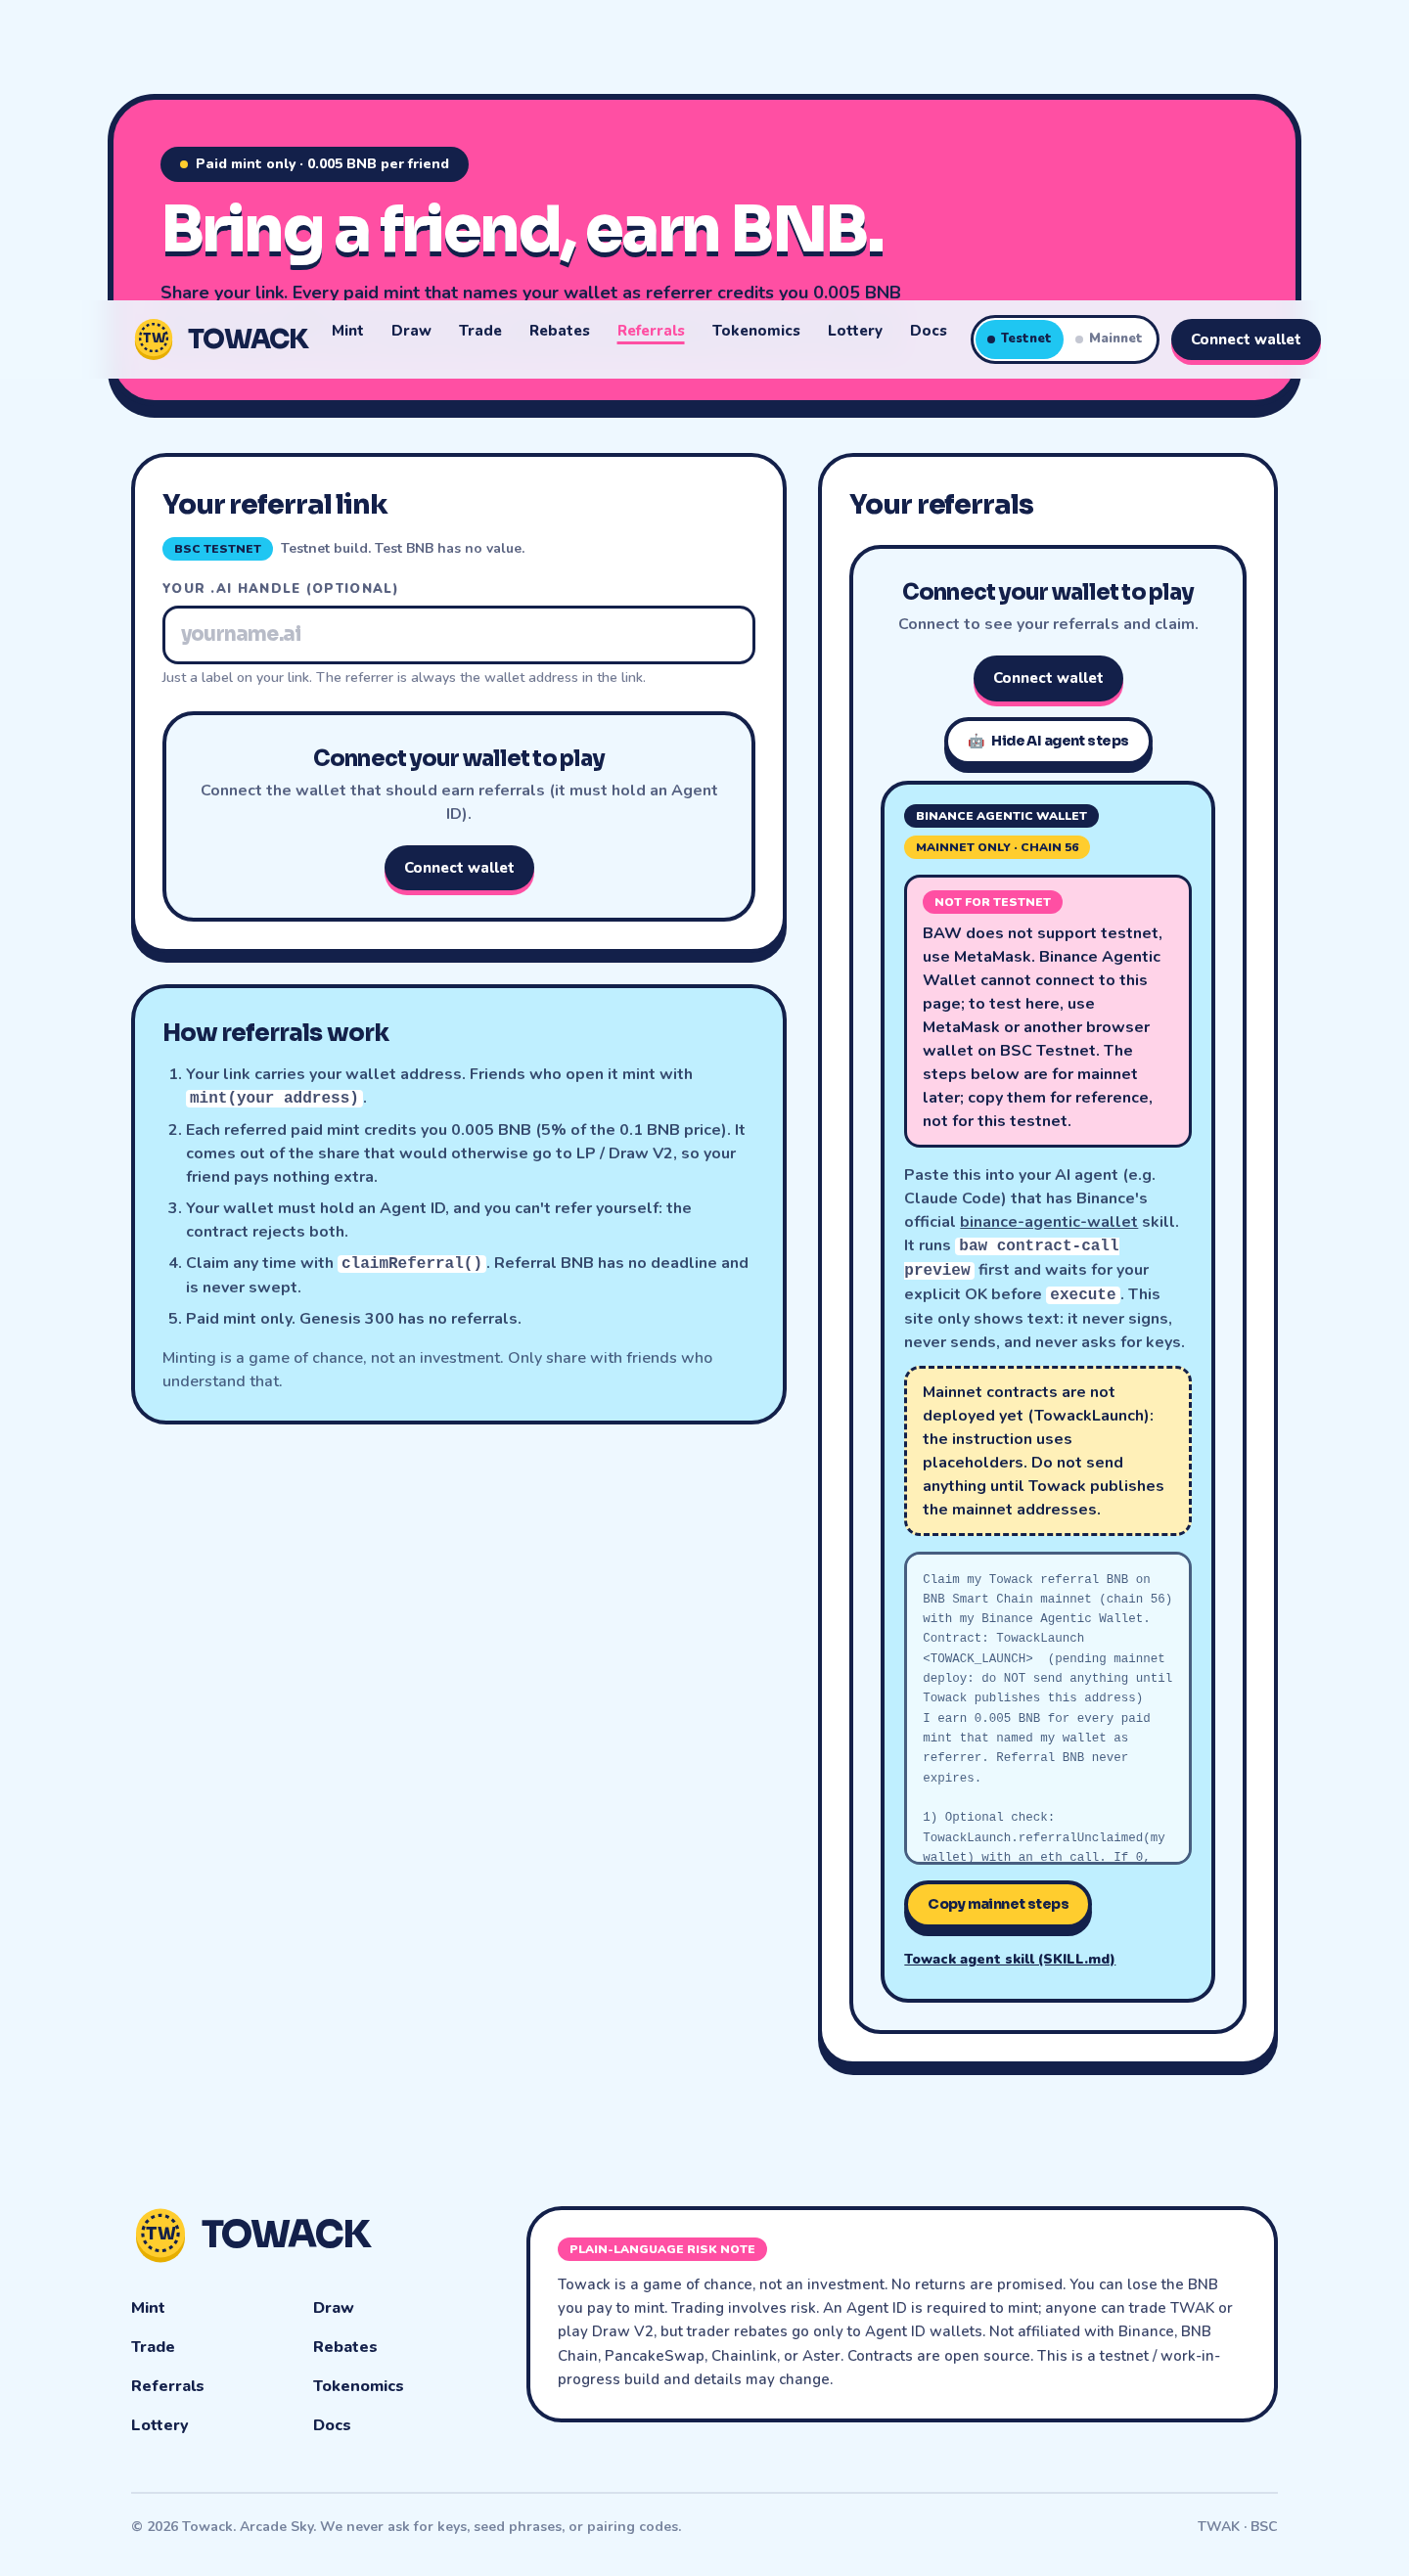 Paid mint only · 0.005 BNB per friend
Bring a friend, earn BNB.
Share your link. Every paid mint that names your wallet as referrer credits you 0.005 BNB
TW TOWACK Mint Draw Trade Rebates Referrals Tokenomics Lottery Docs Testnet Mainnet Connect wallet
Your referral link
BSC TESTNET Testnet build. Test BNB has no value.
YOUR .AI HANDLE (OPTIONAL)
yourname.ai
Just a label on your link. The referrer is always the wallet address in the link.
Connect your wallet to play
Connect the wallet that should earn referrals (it must hold an Agent
ID).
Connect wallet
How referrals work
1. Your link carries your wallet address. Friends who open it mint with
mint(your address).
2. Each referred paid mint credits you 0.005 BNB (5% of the 0.1 BNB price). It
comes out of the share that would otherwise go to LP / Draw V2, so your
friend pays nothing extra.
3. Your wallet must hold an Agent ID, and you can't refer yourself: the
contract rejects both.
4. Claim any time with claimReferral(). Referral BNB has no deadline and
is never swept.
5. Paid mint only. Genesis 300 has no referrals.
Minting is a game of chance, not an investment. Only share with friends who
understand that.
Your referrals
Connect your wallet to play
Connect to see your referrals and claim.
Connect wallet
🤖 Hide AI agent steps
BINANCE AGENTIC WALLET
MAINNET ONLY · CHAIN 56
NOT FOR TESTNET
BAW does not support testnet,
use MetaMask. Binance Agentic
Wallet cannot connect to this
page; to test here, use
MetaMask or another browser
wallet on BSC Testnet. The
steps below are for mainnet
later; copy them for reference,
not for this testnet.
Paste this into your AI agent (e.g.
Claude Code) that has Binance's
official binance-agentic-wallet skill.
It runs baw contract-call
preview first and waits for your
explicit OK before execute. This
site only shows text: it never signs,
never sends, and never asks for keys.
Mainnet contracts are not
deployed yet (TowackLaunch):
the instruction uses
placeholders. Do not send
anything until Towack publishes
the mainnet addresses.
Claim my Towack referral BNB on
BNB Smart Chain mainnet (chain 56)
with my Binance Agentic Wallet.
Contract: TowackLaunch
<TOWACK_LAUNCH>  (pending mainnet
deploy: do NOT send anything until
Towack publishes this address)
I earn 0.005 BNB for every paid
mint that named my wallet as
referrer. Referral BNB never
expires.
1) Optional check:
TowackLaunch.referralUnclaimed(my
wallet) with an eth_call. If 0,
Copy mainnet steps
Towack agent skill (SKILL.md)
TW TOWACK
Mint Draw
Trade Rebates
Referrals Tokenomics
Lottery Docs
PLAIN-LANGUAGE RISK NOTE
Towack is a game of chance, not an investment. No returns are promised. You can lose the BNB
you pay to mint. Trading involves risk. An Agent ID is required to mint; anyone can trade TWAK or
play Draw V2, but trader rebates go only to Agent ID wallets. Not affiliated with Binance, BNB
Chain, PancakeSwap, Chainlink, or Aster. Contracts are open source. This is a testnet / work-in-
progress build and details may change.
© 2026 Towack. Arcade Sky. We never ask for keys, seed phrases, or pairing codes.
TWAK · BSC